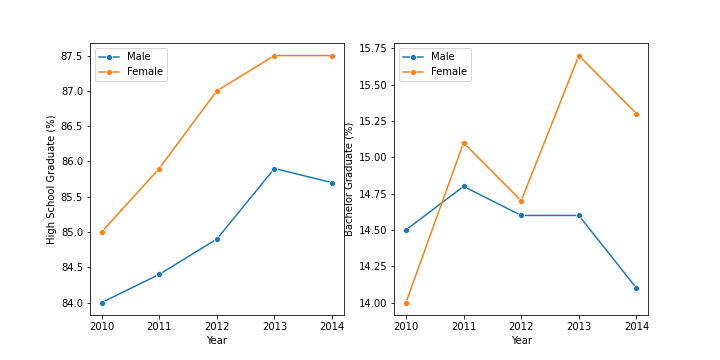 High School Graduate (%)
87.5
87.0
86.5
86.0
85.5
85.0
84.5
84.0
Male
Female
2010 2011 2012 2013 2014
Year
Bachelor Graduate (%)
15.75
15.50
15.25
15.00
14.75
14.50
14.25
14.00
Male
Female
2010 2011 2012 2013 2014
Year